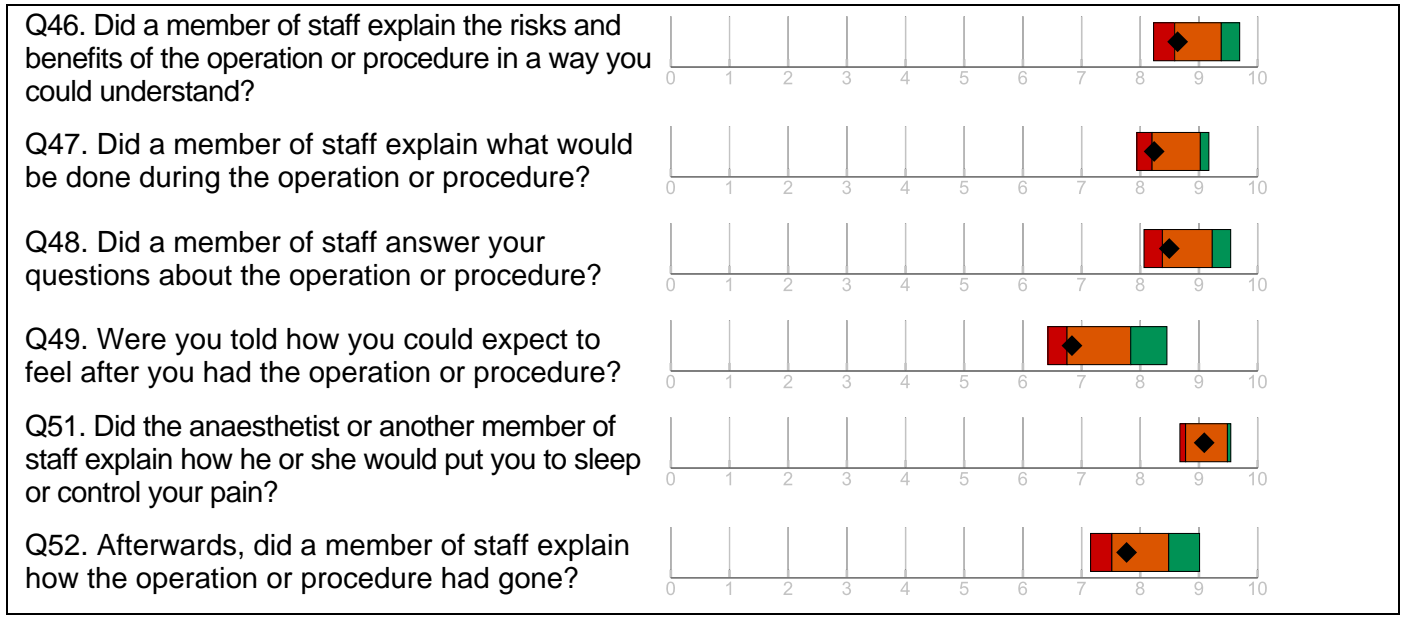 Q46. Did a member of staff explain the risks and
benefits of the operation or procedure in a way you
could understand?
0 1 2 3 4 5 6 7 8 9 10
Q47. Did a member of staff explain what would
be done during the operation or procedure?
0 1 2 3 4 5 6 7 8 9 10
Q48. Did a member of staff answer your
questions about the operation or procedure?
0 1 2 3 4 5 6 7 8 9 10
Q49. Were you told how you could expect to
feel after you had the operation or procedure?
0 1 2 3 4 5 6 7 8 9 10
Q51. Did the anaesthetist or another member of
staff explain how he or she would put you to sleep
or control your pain?
0 1 2 3 4 5 6 7 8 9 10
Q52. Afterwards, did a member of staff explain
how the operation or procedure had gone?
0 1 2 3 4 5 6 7 8 9 10